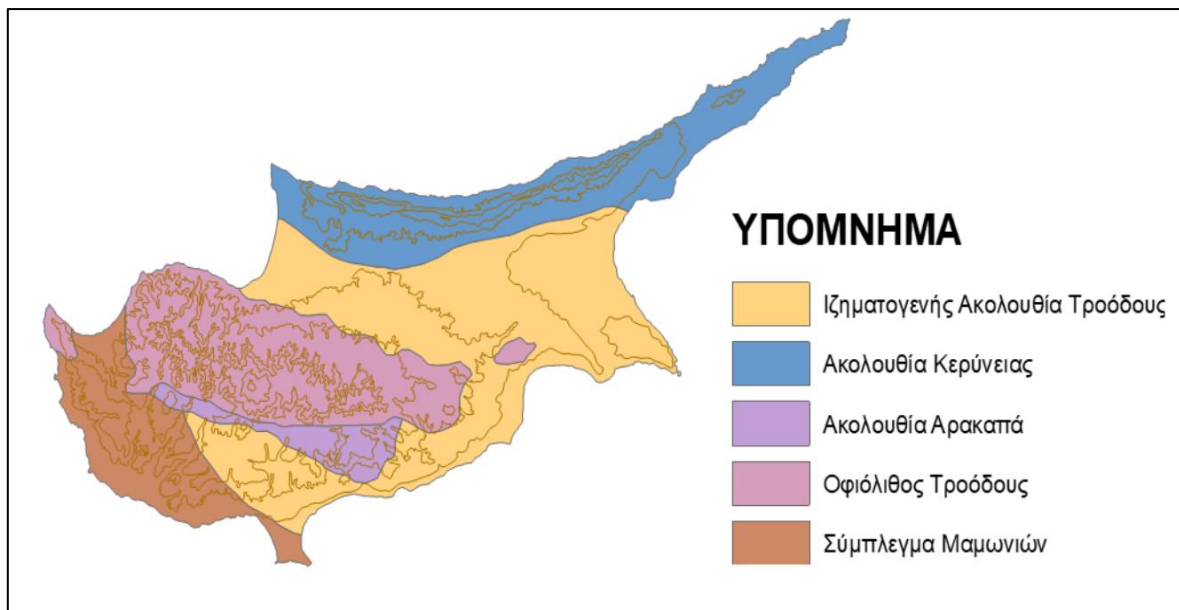 ΥΠΟΜΝΗΜΑ
Ιζηματογενής Ακολουθία Τροόδους
Ακολουθία Κερύνειας
Ακολουθία Αρακαπά
Οφιόλιθος Τροόδους
Σύμπλεγμα Μαμωνιών